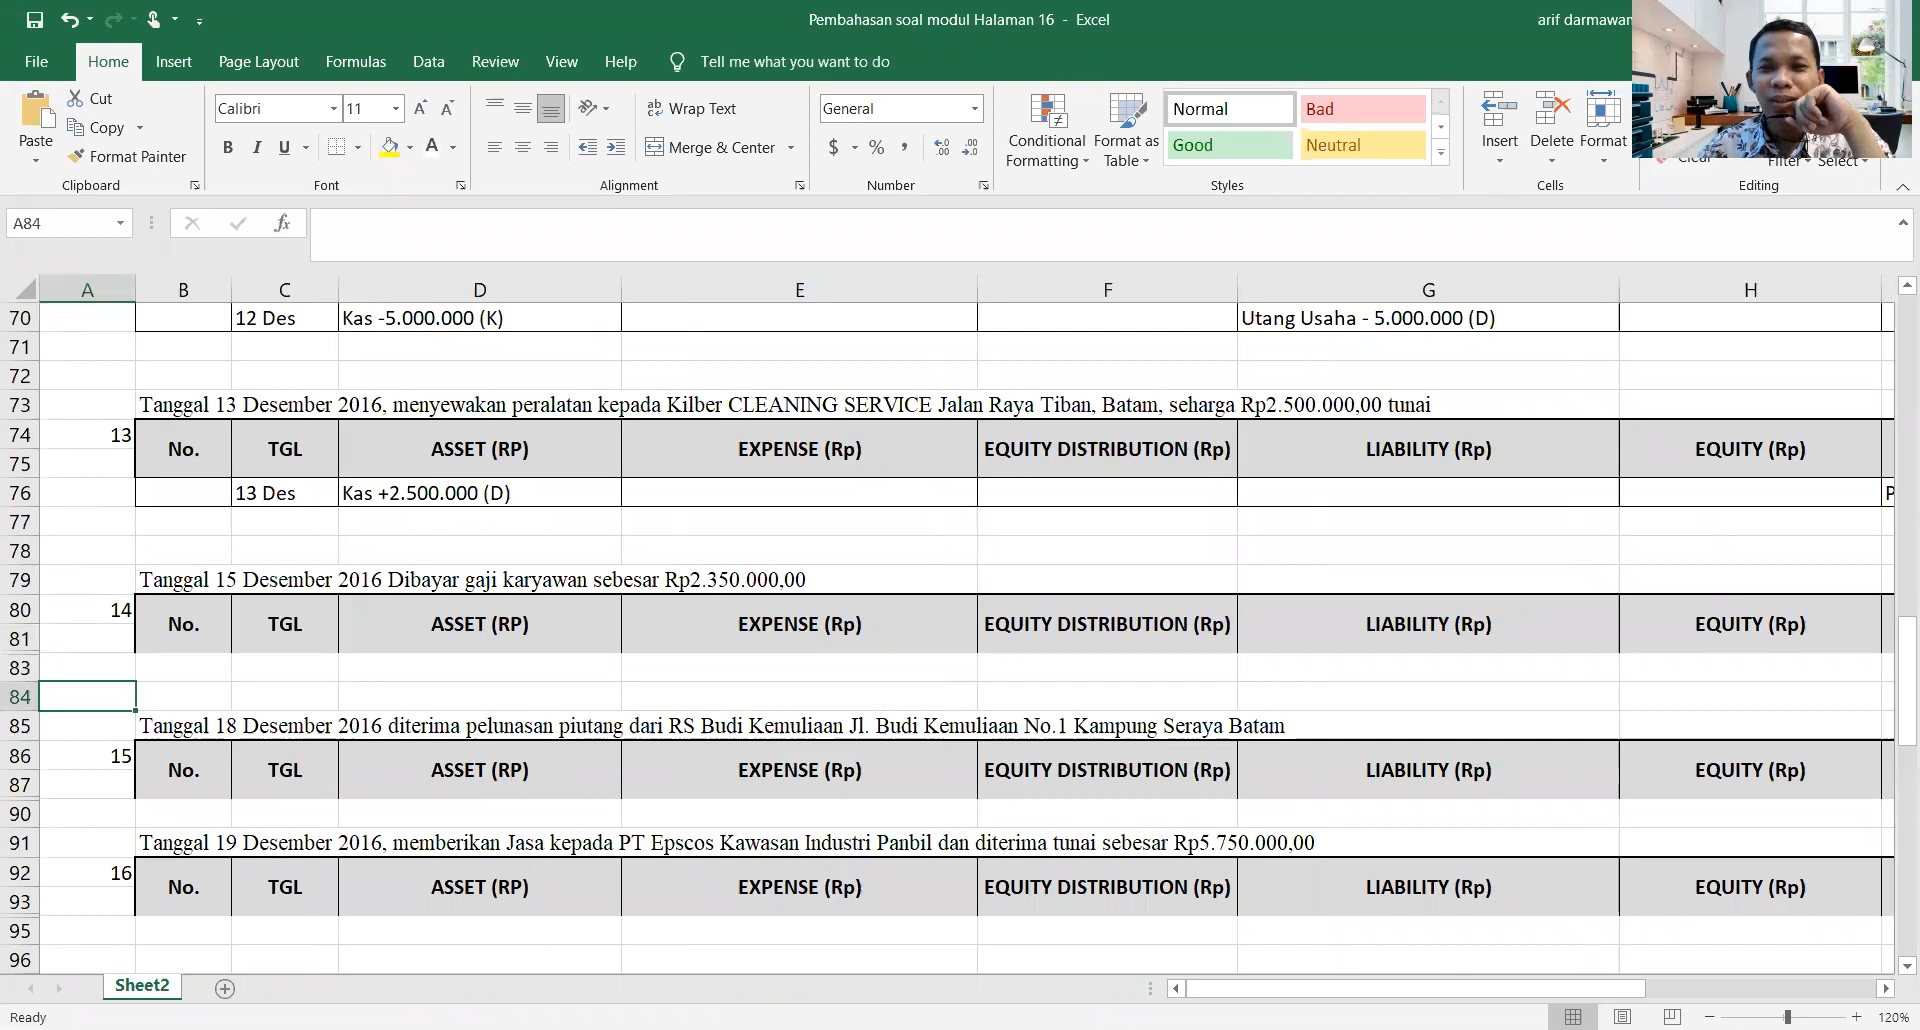 Pembahasan soal modul Halaman 16 - Excel
arif darmawan
File Home Insert Page Layout Formulas Data Review View Help Tell me what you want to do
Paste
Cut
Copy
Format Painter
Clipboard
Calibri 11
B I U A
Font
ab Wrap Text
Merge & Center
Alignment
General
$ % ,
Number
Conditional Formatting
Format as Table
Normal Bad
Good Neutral
Styles
Insert Delete Format
Cells
Clear
Filter Select
Editing
A84 fx
A B C D E F G H
70 12 Des Kas -5.000.000 (K) Utang Usaha - 5.000.000 (D)
71
72
73 Tanggal 13 Desember 2016, menyewakan peralatan kepada Kilber CLEANING SERVICE Jalan Raya Tiban, Batam, seharga Rp2.500.000,00 tunai
74 13
No. TGL ASSET (RP) EXPENSE (Rp) EQUITY DISTRIBUTION (Rp) LIABILITY (Rp) EQUITY (Rp)
75
76 13 Des Kas +2.500.000 (D) P
77
78
79 Tanggal 15 Desember 2016 Dibayar gaji karyawan sebesar Rp2.350.000,00
80 14
No. TGL ASSET (RP) EXPENSE (Rp) EQUITY DISTRIBUTION (Rp) LIABILITY (Rp) EQUITY (Rp)
81
83
84
85 Tanggal 18 Desember 2016 diterima pelunasan piutang dari RS Budi Kemuliaan Jl. Budi Kemuliaan No.1 Kampung Seraya Batam
86 15
No. TGL ASSET (RP) EXPENSE (Rp) EQUITY DISTRIBUTION (Rp) LIABILITY (Rp) EQUITY (Rp)
87
90
91 Tanggal 19 Desember 2016, memberikan Jasa kepada PT Epscos Kawasan Industri Panbil dan diterima tunai sebesar Rp5.750.000,00
92 16
No. TGL ASSET (RP) EXPENSE (Rp) EQUITY DISTRIBUTION (Rp) LIABILITY (Rp) EQUITY (Rp)
93
95
96
Sheet2
Ready 120%